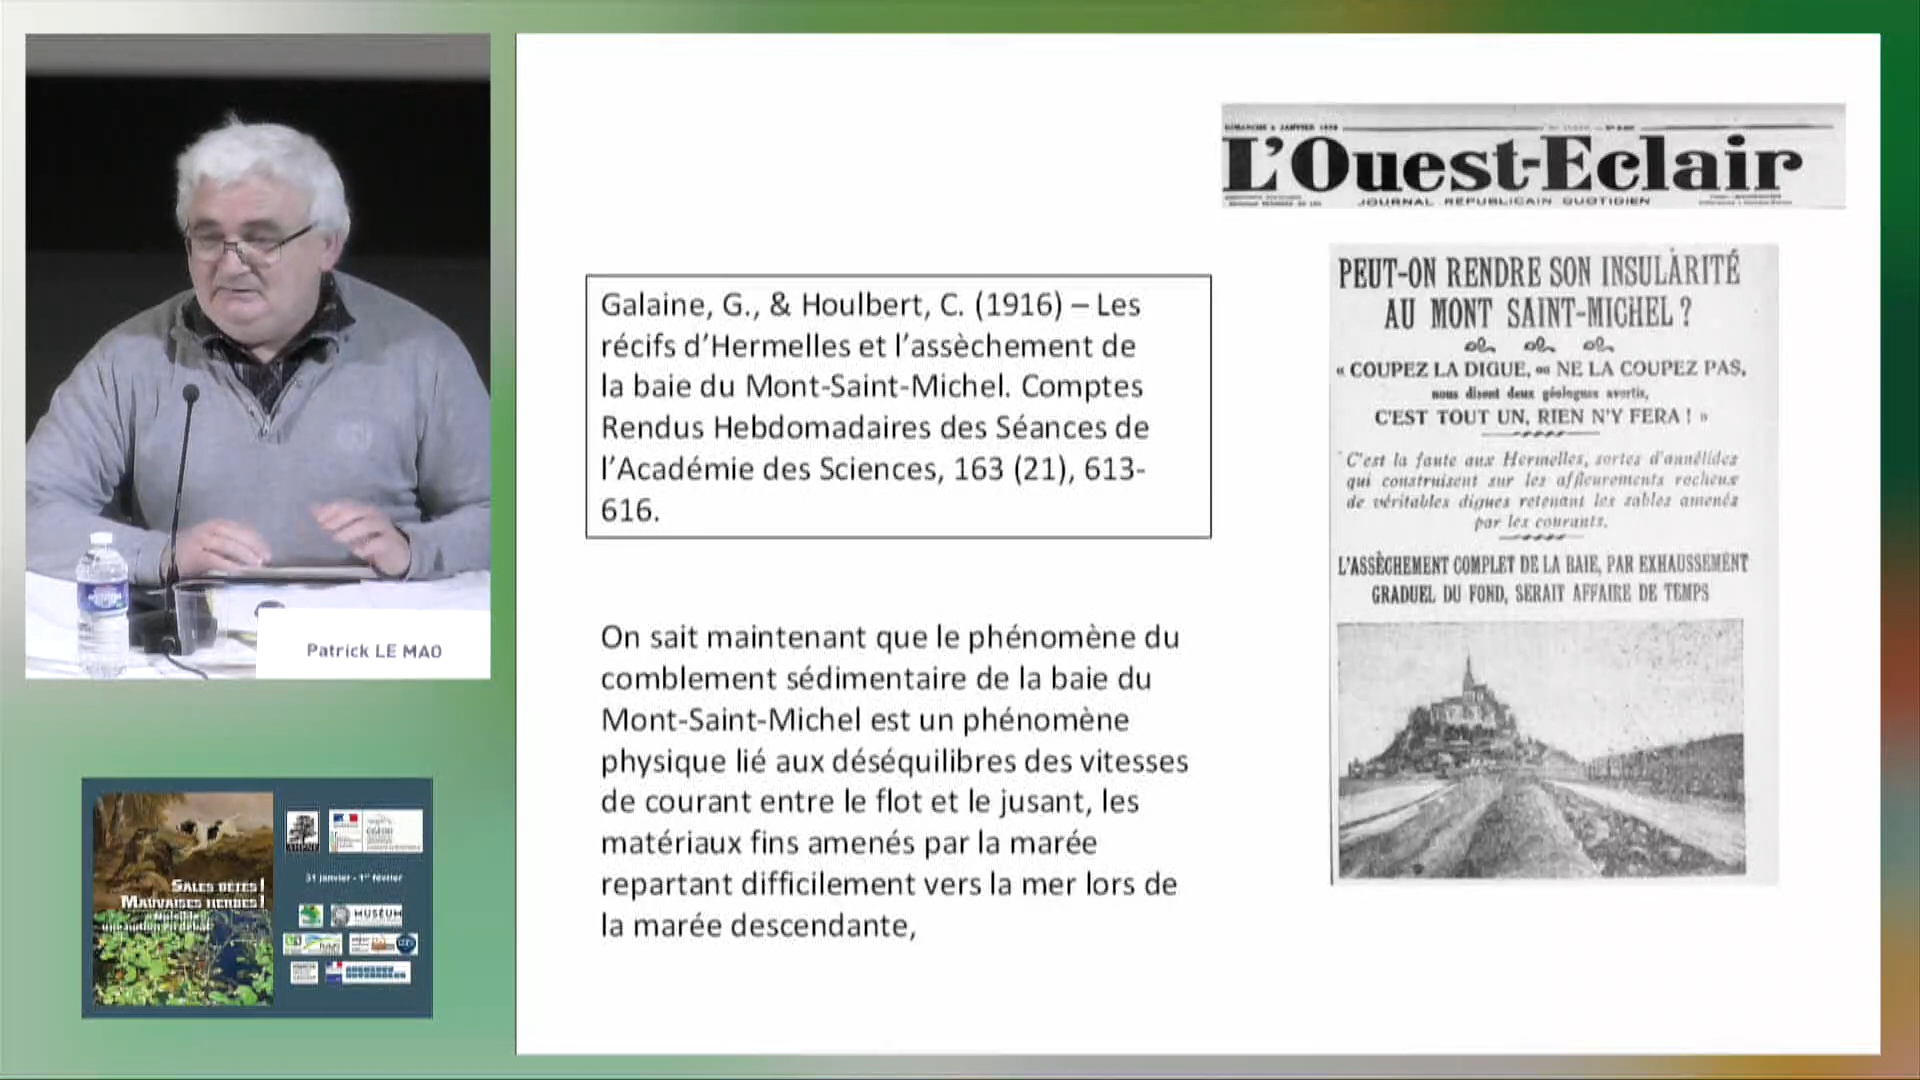 Patrick LE MAO
SALES BÊTES !
MAUVAISES HERBES !
31 janvier - 1er février
MUSÉUM
Galaine, G., & Houlbert, C. (1916) – Les
récifs d’Hermelles et l’assèchement de
la baie du Mont-Saint-Michel. Comptes
Rendus Hebdomadaires des Séances de
l’Académie des Sciences, 163 (21), 613-
616.
On sait maintenant que le phénomène du
comblement sédimentaire de la baie du
Mont-Saint-Michel est un phénomène
physique lié aux déséquilibres des vitesses
de courant entre le flot et le jusant, les
matériaux fins amenés par la marée
repartant difficilement vers la mer lors de
la marée descendante,
L'Ouest-Eclair
JOURNAL RÉPUBLICAIN QUOTIDIEN
PEUT-ON RENDRE SON INSULARITÉ
AU MONT SAINT-MICHEL ?
« COUPEZ LA DIGUE, ou NE LA COUPEZ PAS,
nous disent deux géologues avertis,
C'EST TOUT UN, RIEN N'Y FERA ! »
C'est la faute aux Hermelles, sortes d'annélides
qui construisent sur les affleurements rocheux
de véritables digues retenant les sables amenés
par les courants.
L'ASSÈCHEMENT COMPLET DE LA BAIE, PAR EXHAUSSEMENT
GRADUEL DU FOND, SERAIT AFFAIRE DE TEMPS